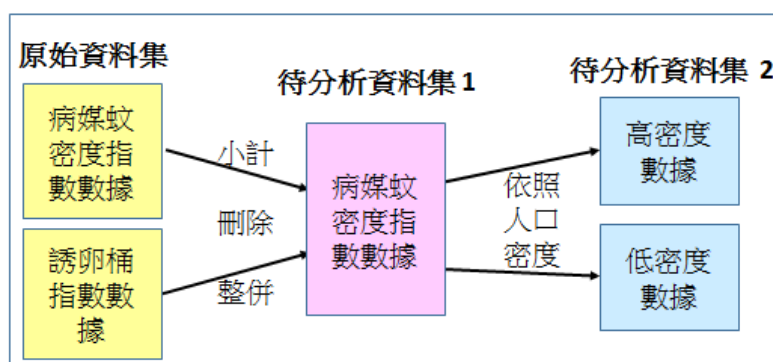 原始資料集
病媒蚊
密度指
數數據
誘卵桶
指數數
據
小計
刪除
整併
待分析資料集 1
病媒蚊
密度指
數數據
依照
人口
密度
待分析資料集 2
高密度
數據
低密度
數據